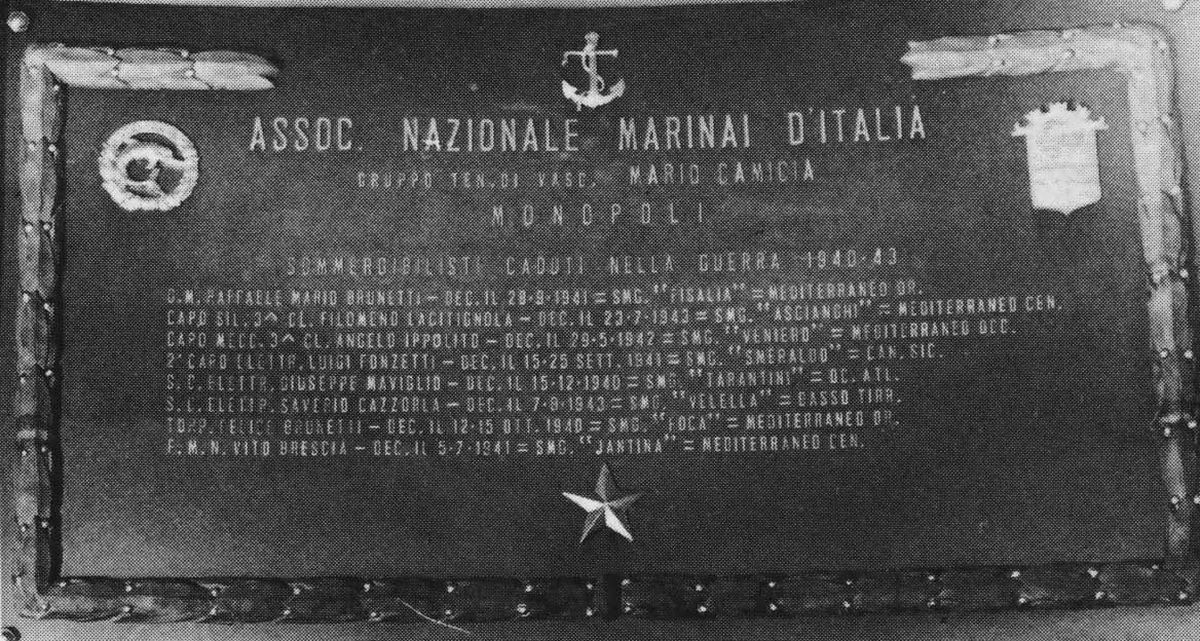 ASSOC. NAZIONALE MARINAI D'ITALIA
GRUPPO TEN. DI VASC. MARIO CAMICIA
MONOPOLI
SOMMERGIBILISTI CADUTI NELLA GUERRA 1940-43
G.M. RAFFAELE MARIO BRUNETTI - DEC. IL 28-9-1941 = SMG. "FISALIA" = MEDITERRANEO OR.
CAPO SIL. 3^ CL. FILOMENO LACITIGNOLA - DEC. IL 23-7-1943 = SMG. "ASCIANGHI" = MEDITERRANEO CEN.
CAPO MECC. 3^ CL. ANGELO IPPOLITO - DEC. IL 29-5-1942 = SMG. "VENIERO" = MEDITERRANEO OCC.
2° CAPO ELETTR. LUIGI FONZETTI - DEC. IL 15-25 SETT. 1941 = SMG. "SMERALDO" = CAN. SIC.
S.C. ELETTR. GIUSEPPE MAVIGLIO - DEC. IL 15-12-1940 = SMG. "TARANTINI" = OC. ATL.
S.C. ELETTR. SAVERIO CAZZORLA - DEC. IL 7-9-1943 = SMG. "VELELLA" = BASSO TIRR.
TORP. FELICE BRUNETTI - DEC. IL 12-15 OTT. 1940 = SMG. "FOCA" = MEDITERRANEO OR.
F.M.N. VITO BRESCIA - DEC. IL 5-7-1941 = SMG. "JANTINA" = MEDITERRANEO CEN.